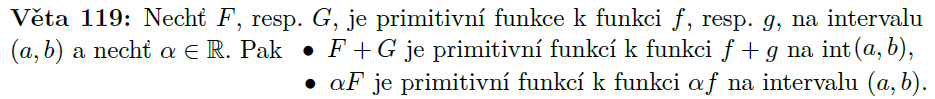 Věta 119: Nechť F, resp. G, je primitivní funkce k funkci f, resp. g, na intervalu
(a, b) a nechť α ∈ ℝ. Pak • F + G je primitivní funkcí k funkci f + g na int(a, b),
• αF je primitivní funkcí k funkci αf na intervalu (a, b).